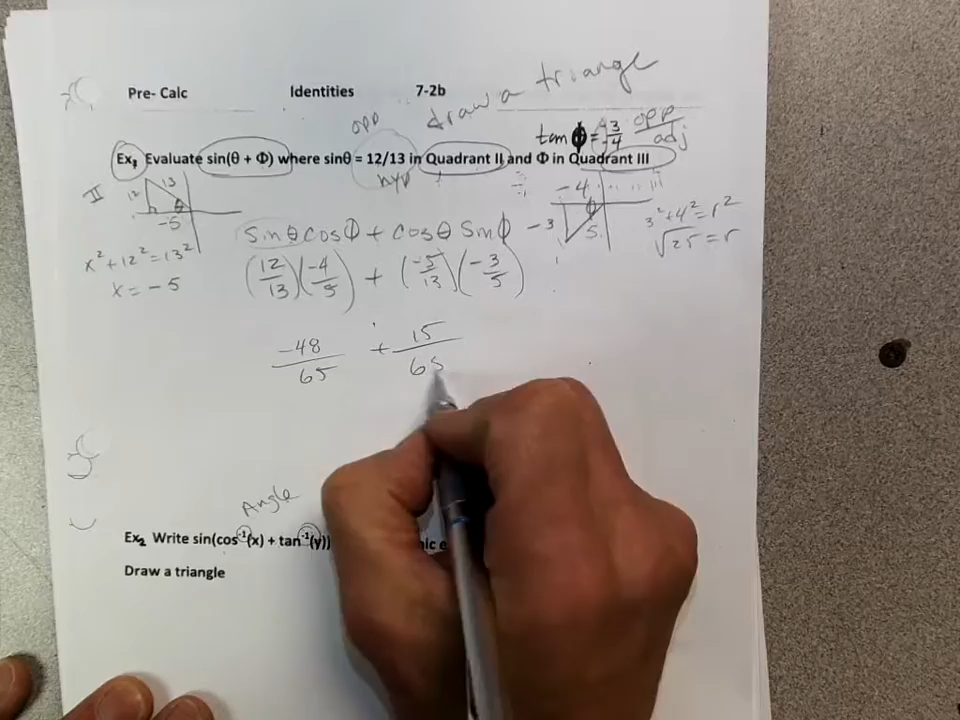 Pre- Calc Identities 7-2b
draw a triangle
opp
tan Φ = 3/4 opp/adj
Ex1 Evaluate sin(θ + Φ) where sinθ = 12/13 in Quadrant II and Φ in Quadrant III
hyp
II 12 13 -5
-4 -3 5
3² + 4² = r²
√25 = r
x² + 12² = 13²
x = -5
sinθcosΦ + cosθ sinΦ
(12/13)(-4/5) + (-5/13)(-3/5)
-48/65 + 15/65
Angle
Ex2 Write sin(cos⁻¹(x) + tan⁻¹(y))
Draw a triangle